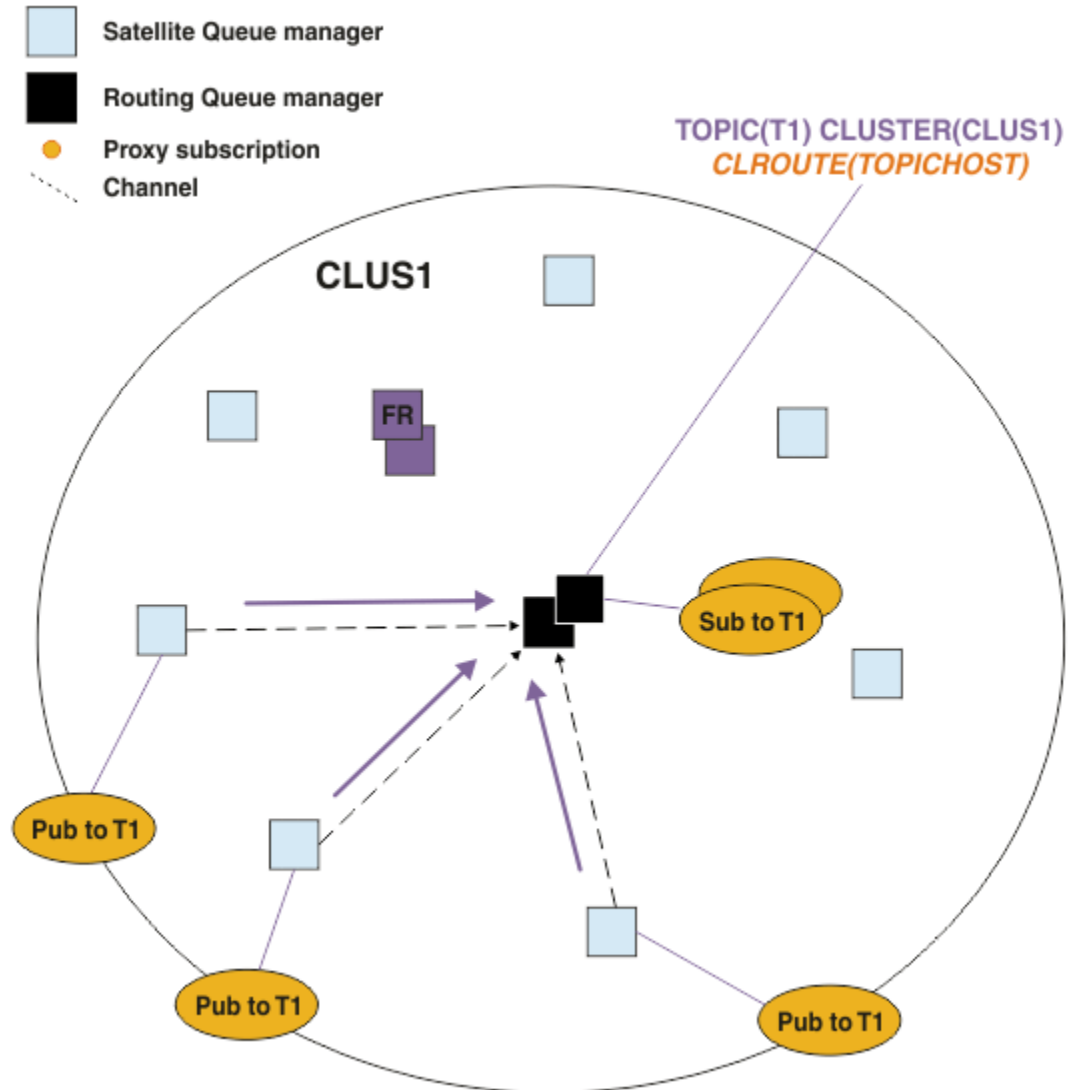 Satellite Queue manager
Routing Queue manager
Proxy subscription
Channel
TOPIC(T1) CLUSTER(CLUS1)
CLROUTE(TOPICHOST)
CLUS1
FR
Sub to T1
Pub to T1
Pub to T1
Pub to T1